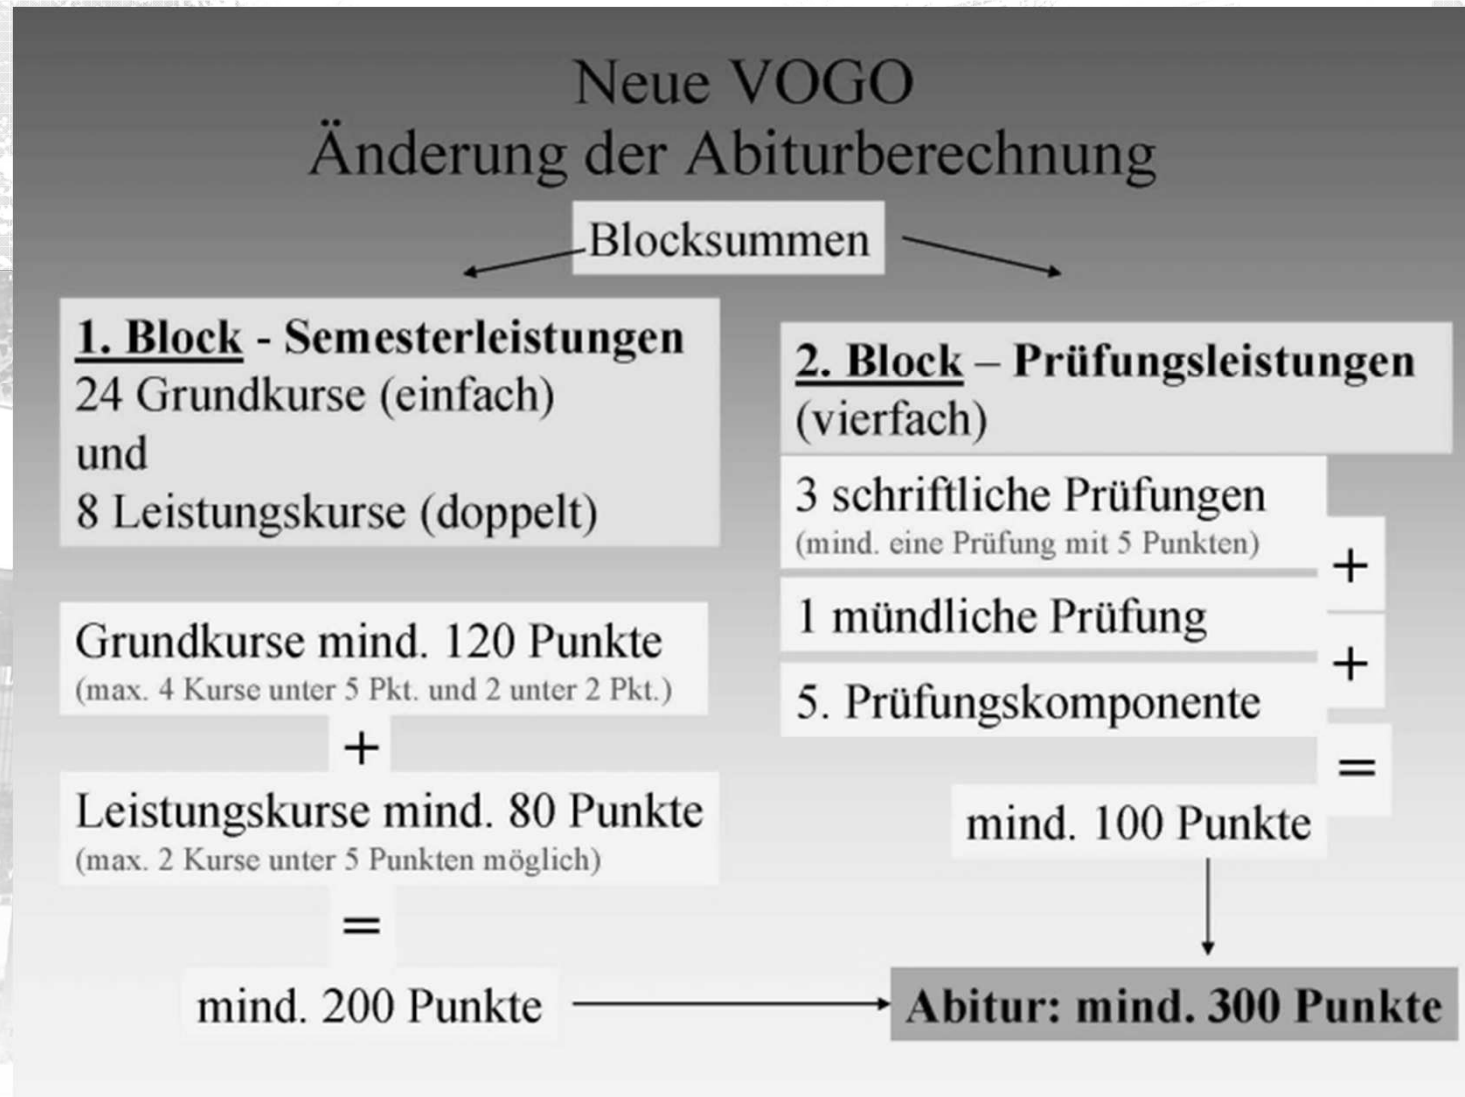 Neue VOGO
Änderung der Abiturberechnung
Blocksummen
1. Block - Semesterleistungen
24 Grundkurse (einfach)
und
8 Leistungskurse (doppelt)
Grundkurse mind. 120 Punkte
(max. 4 Kurse unter 5 Pkt. und 2 unter 2 Pkt.)
+
Leistungskurse mind. 80 Punkte
(max. 2 Kurse unter 5 Punkten möglich)
=
mind. 200 Punkte
2. Block – Prüfungsleistungen
(vierfach)
3 schriftliche Prüfungen
(mind. eine Prüfung mit 5 Punkten)
+
1 mündliche Prüfung
+
5. Prüfungskomponente
=
mind. 100 Punkte
Abitur: mind. 300 Punkte